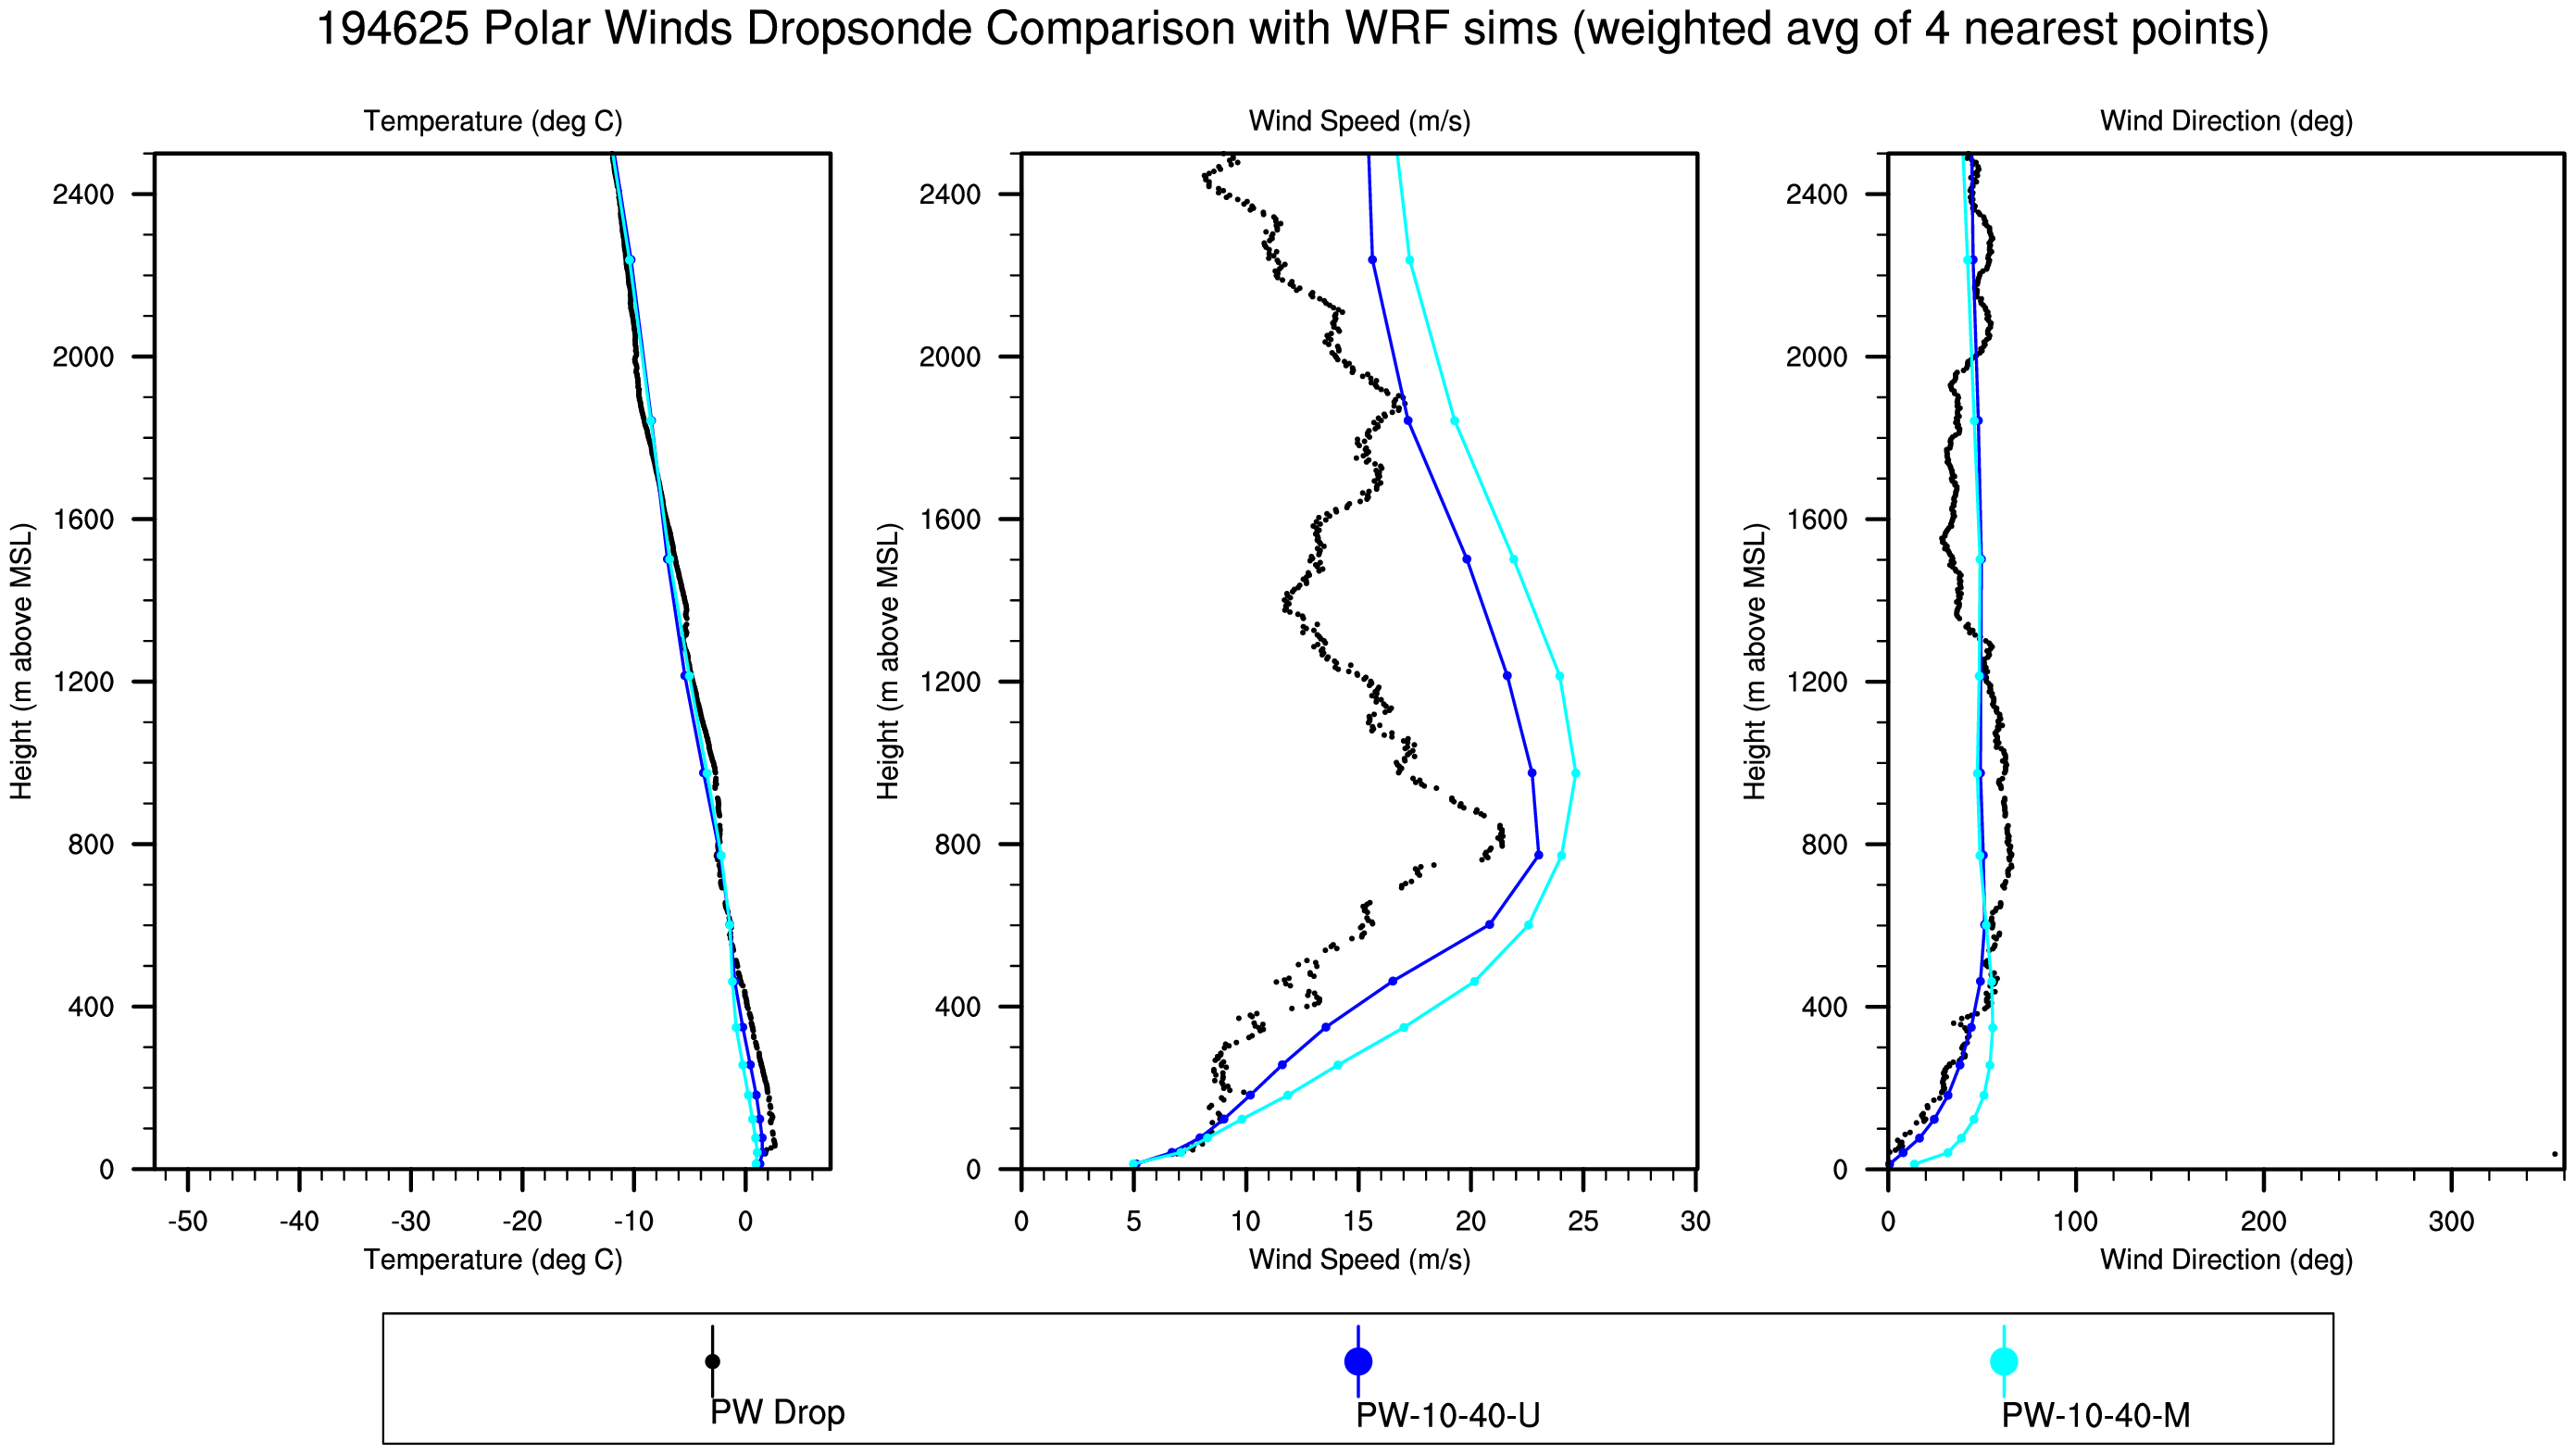 194625 Polar Winds Dropsonde Comparison with WRF sims (weighted avg of 4 nearest points)
Temperature (deg C)
Wind Speed (m/s)
Wind Direction (deg)
Height (m above MSL)
2400
2000
1600
1200
800
400
0
-50 -40 -30 -20 -10 0
Temperature (deg C)
Height (m above MSL)
2400
2000
1600
1200
800
400
0
0 5 10 15 20 25 30
Wind Speed (m/s)
Height (m above MSL)
2400
2000
1600
1200
800
400
0
0 100 200 300
Wind Direction (deg)
PW Drop
PW-10-40-U
PW-10-40-M